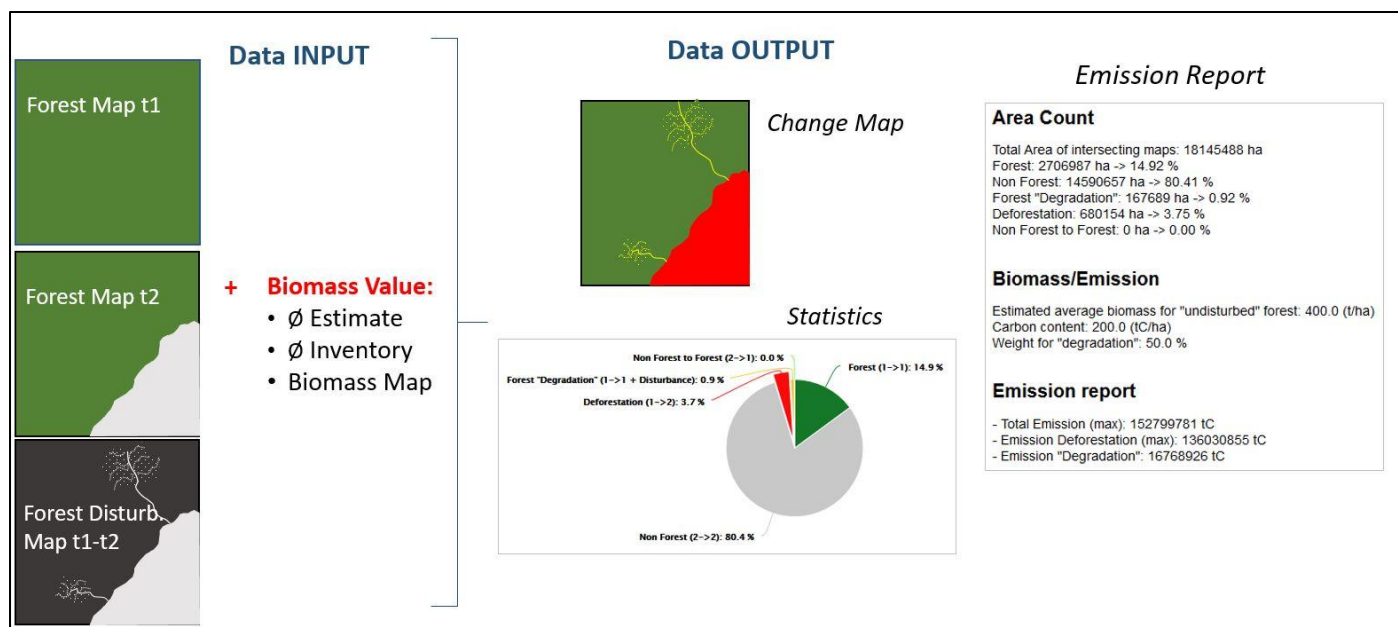 Data INPUT
Forest Map t1
Forest Map t2
Forest Disturb.
Map t1-t2
+ Biomass Value:
• Ø Estimate
• Ø Inventory
• Biomass Map
Data OUTPUT
Change Map
Statistics
Non Forest to Forest (2->1): 0.0 %
Forest (1->1): 14.9 %
Forest "Degradation" (1->1 + Disturbance): 0.9 %
Deforestation (1->2): 3.7 %
Non Forest (2->2): 80.4 %
Emission Report
Area Count
Total Area of intersecting maps: 18145488 ha
Forest: 2706987 ha -> 14.92 %
Non Forest: 14590657 ha -> 80.41 %
Forest "Degradation": 167689 ha -> 0.92 %
Deforestation: 680154 ha -> 3.75 %
Non Forest to Forest: 0 ha -> 0.00 %
Biomass/Emission
Estimated average biomass for "undisturbed" forest: 400.0 (t/ha)
Carbon content: 200.0 (tC/ha)
Weight for "degradation": 50.0 %
Emission report
- Total Emission (max): 152799781 tC
- Emission Deforestation (max): 136030855 tC
- Emission "Degradation": 16768926 tC